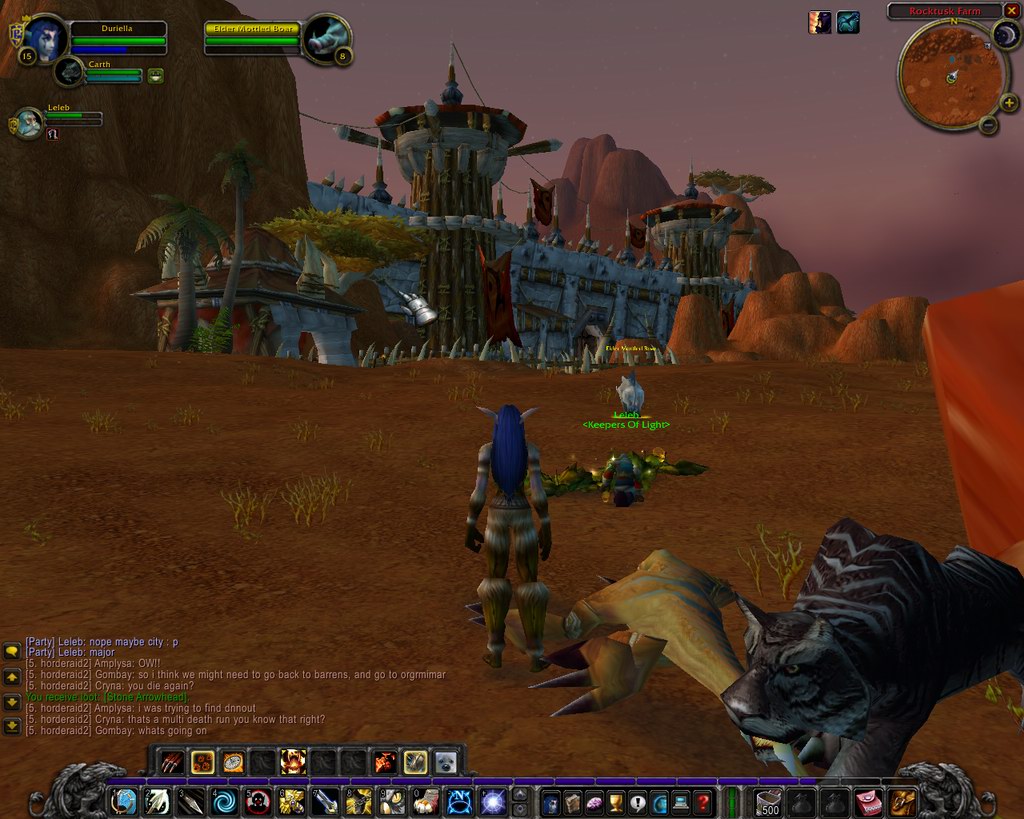 Duriella
Elder Mottled Boar
Rocktusk Farm
N
15
8
Carth
Leleb
Elder Mottled Boar
Leleb
<Keepers Of Light>
[Party] Leleb: nope maybe city : p
[Party] Leleb: major
[5. horderaid2] Amplysa: OW!!
[5. horderaid2] Gombay: so i think we might need to go back to barrens, and go to orgrmimar
[5. horderaid2] Cryna: you die again?
You receive loot: [Stone Arrowhead]
[5. horderaid2] Amplysa: i was trying to find dnnout
[5. horderaid2] Cryna: thats a multi death run you know that right?
[5. horderaid2] Gombay: whats going on
500